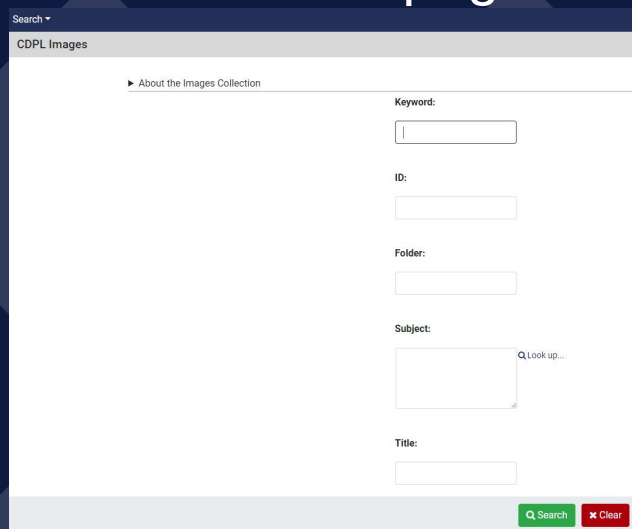 Search
CDPL Images
About the Images Collection
Keyword:
ID:
Folder:
Subject:
Look up...
Title:
Search
Clear